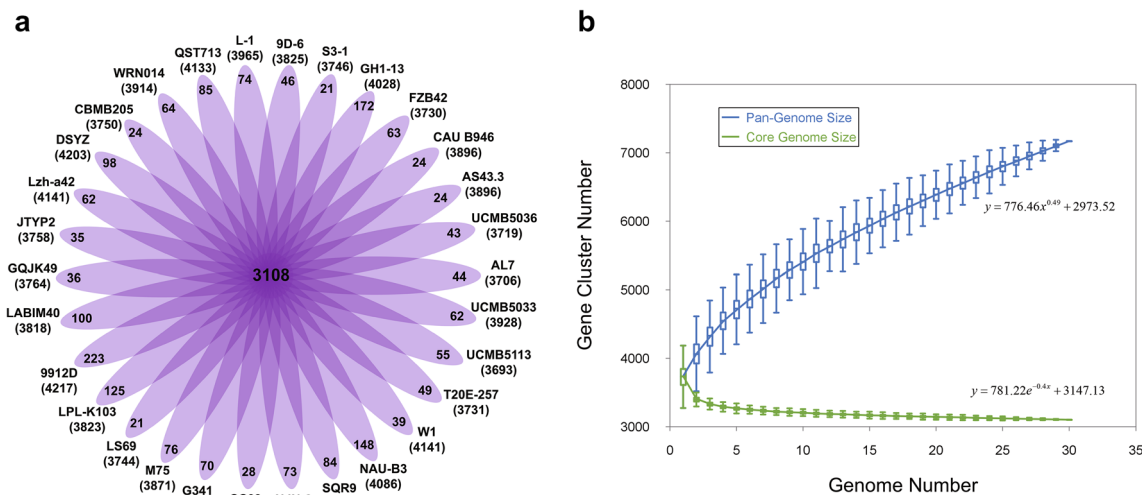 a
L-1
(3965)
74
9D-6
(3825)
46
S3-1
(3746)
21
GH1-13
(4028)
172
FZB42
(3730)
63
CAU B946
(3896)
24
AS43.3
(3896)
24
UCMB5036
(3719)
43
AL7
(3706)
44
UCMB5033
(3928)
62
UCMB5113
(3693)
55
T20E-257
(3731)
49
W1
(4141)
39
NAU-B3
(4086)
148
SQR9
84
73
28
G341
70
M75
(3871)
76
LS69
(3744)
21
LPL-K103
(3823)
125
9912D
(4217)
223
LABIM40
(3818)
100
GQJK49
(3764)
36
JTYP2
(3758)
35
Lzh-a42
(4141)
62
DSYZ
(4203)
98
CBMB205
(3750)
24
WRN014
(3914)
64
QST713
(4133)
85
3108
b
Gene Cluster Number
8000
7000
6000
5000
4000
3000
Pan-Genome Size
Core Genome Size
y = 776.46x^0.49 + 2973.52
y = 781.22e^−0.4x + 3147.13
0 5 10 15 20 25 30 35
Genome Number